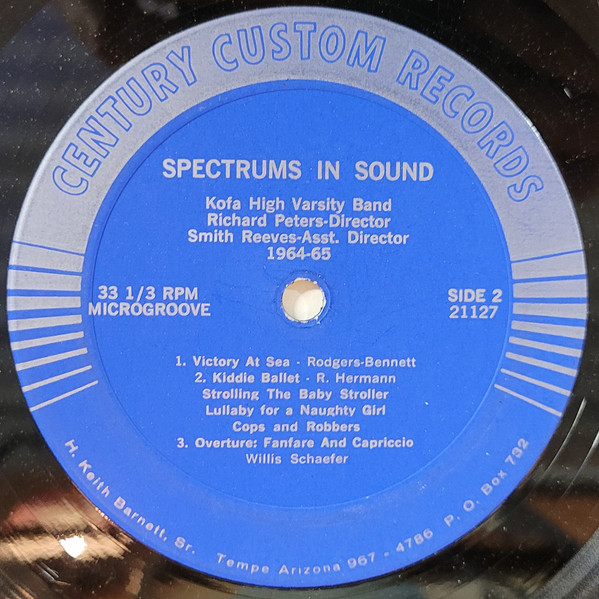 CENTURY CUSTOM RECORDS
SPECTRUMS IN SOUND
Kofa High Varsity Band
Richard Peters-Director
Smith Reeves-Asst. Director
1964-65
33 1/3 RPM
MICROGROOVE
SIDE 2
21127
1. Victory At Sea - Rodgers-Bennett
2. Kiddie Ballet - R. Hermann
Strolling The Baby Stroller
Lullaby for a Naughty Girl
Cops and Robbers
3. Overture: Fanfare And Capriccio
Willis Schaefer
H. Keith Barnett, Sr. Tempe Arizona 967 - 4786 P. O. Box 732